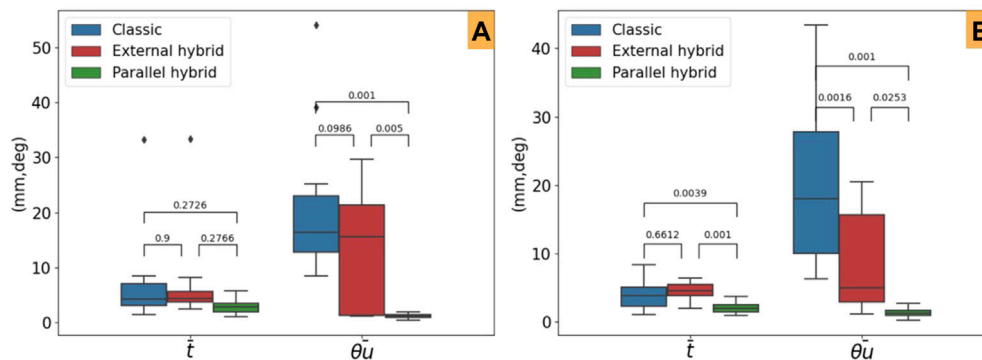 A
Classic
External hybrid
Parallel hybrid
(mm,deg)
50
40
30
20
10
0
0.001
0.0986
0.005
0.2726
0.9
0.2766
t̄
θū
B
Classic
External hybrid
Parallel hybrid
(mm,deg)
40
30
20
10
0
0.001
0.0016
0.0253
0.0039
0.6612
0.001
t̄
θū